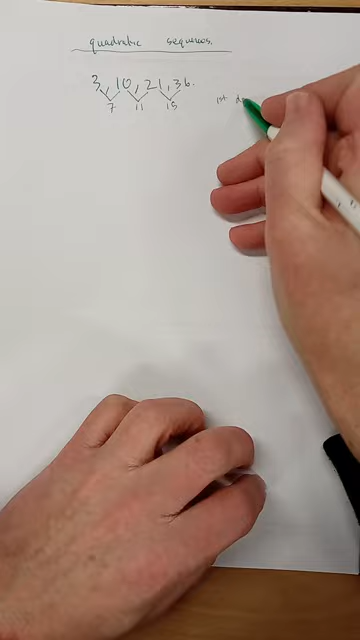 quadratic sequences.
3, 10, 21, 36.
7 11 15 1st d